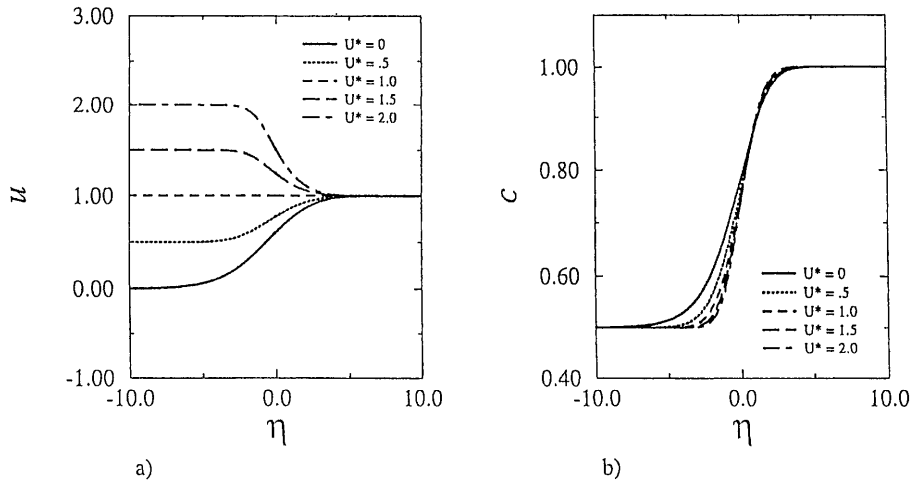 3.00
2.00
1.00
0.00
-1.00
u
-10.0
0.0
10.0
η
U* = 0
U* = .5
U* = 1.0
U* = 1.5
U* = 2.0
a)
1.00
0.80
0.60
0.40
c
-10.0
0.0
10.0
η
U* = 0
U* = .5
U* = 1.0
U* = 1.5
U* = 2.0
b)